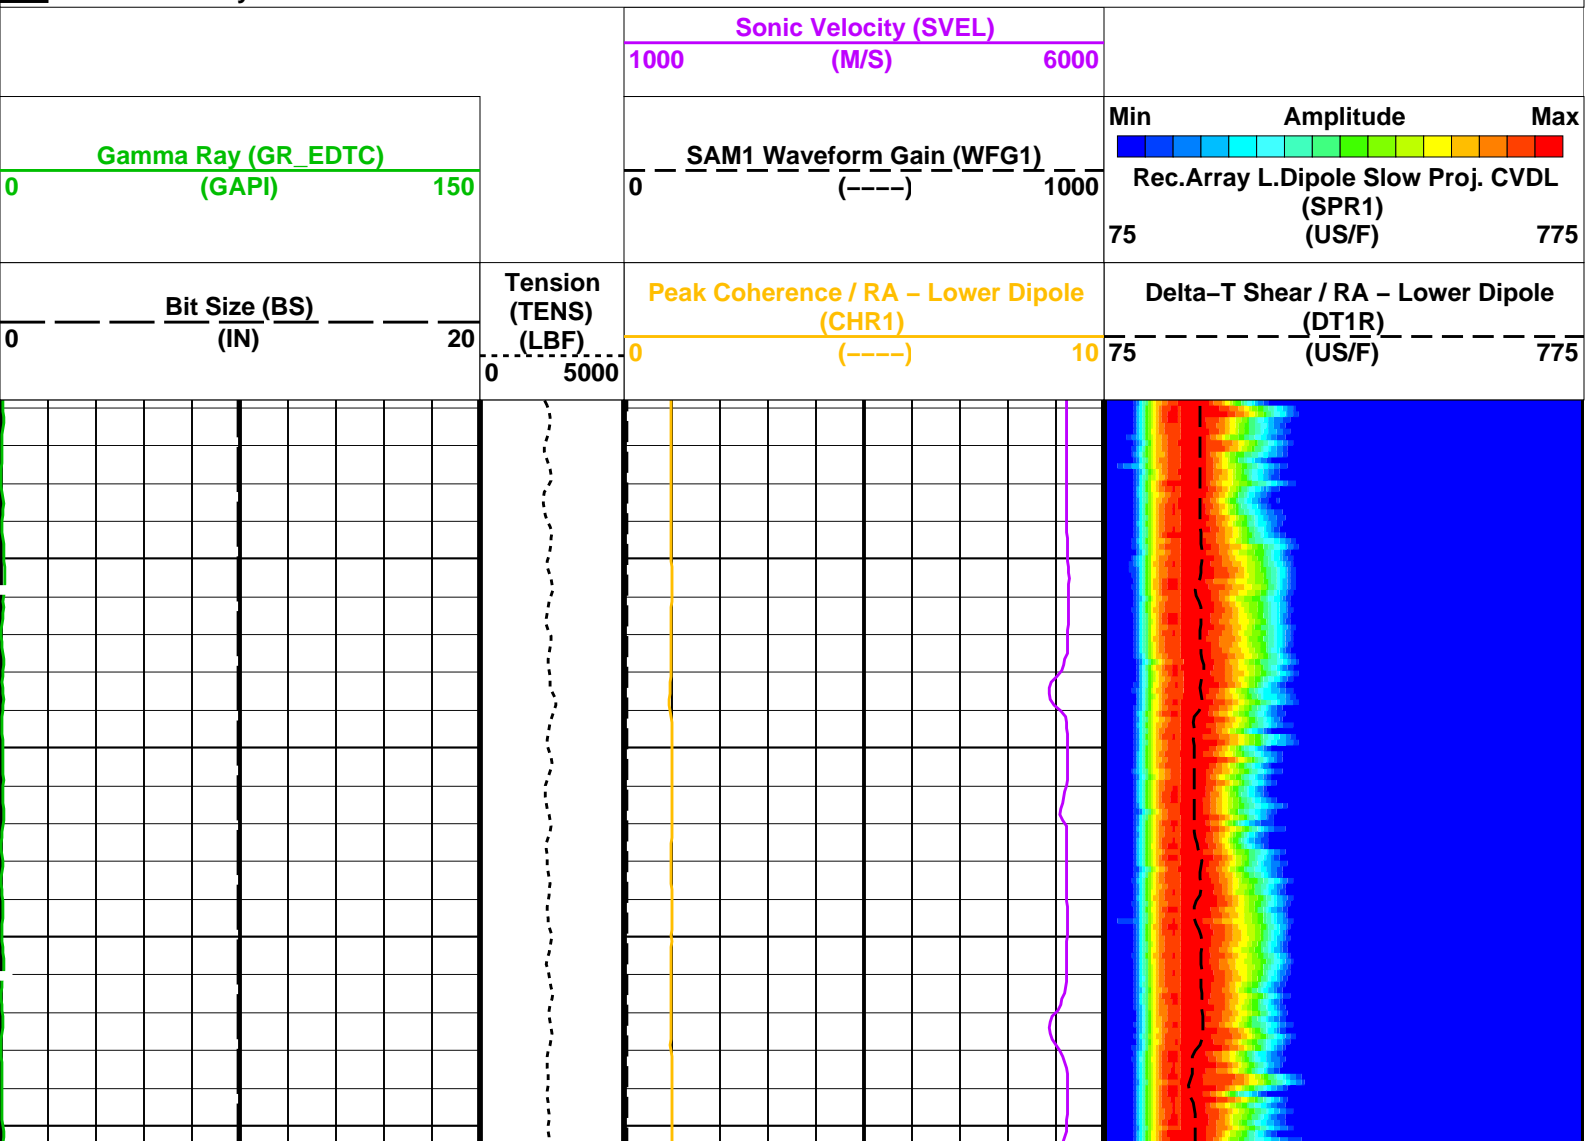 Sonic Velocity (SVEL)
1000 (M/S) 6000
Gamma Ray (GR_EDTC)
0 (GAPI) 150
SAM1 Waveform Gain (WFG1)
0 (----) 1000
Min Amplitude Max
Rec.Array L.Dipole Slow Proj. CVDL
(SPR1)
75 (US/F) 775
Bit Size (BS)
0 (IN) 20
Tension
(TENS)
(LBF)
0 5000
Peak Coherence / RA – Lower Dipole
(CHR1)
0 (----) 10
Delta–T Shear / RA – Lower Dipole
(DT1R)
75 (US/F) 775